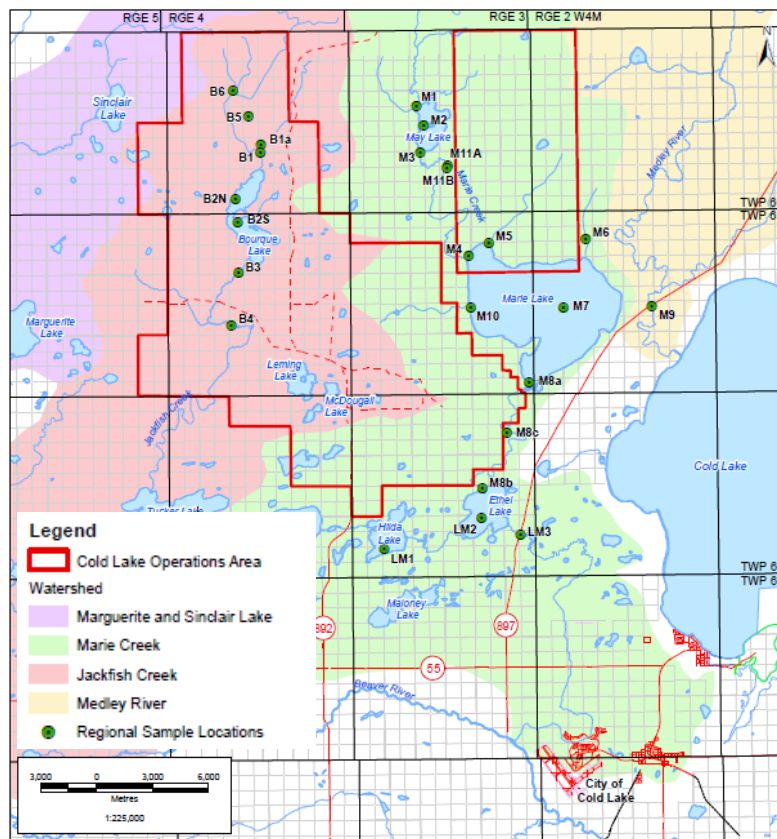 RGE 5 RGE 4
RGE 3 RGE 2 W4M
N
Sinclair
Lake
B6
B5
B1a
B1
M1
M2
May Lake
M3
M11A
M11B
Marie Creek
Medley River
TWP 6
TWP 6
B2N
B2S
Bourque
Lake
B3
M4
M5
M6
Marie Lake
M10
M7
M9
Marguerite
Lake
B4
Leming
Lake
McDougall
Lake
M8a
Jackfish Creek
M8c
Cold Lake
M8b
Ethel
Lake
Tucker Lake
LM2
LM3
Hilda
Lake
LM1
TWP 6
TWP 6
Maloney
Lake
892
897
55
Beaver River
City of
Cold Lake
Legend
Cold Lake Operations Area
Watershed
Marguerite and Sinclair Lake
Marie Creek
Jackfish Creek
Medley River
Regional Sample Locations
3,000 0 3,000 6,000
Metres
1:225,000